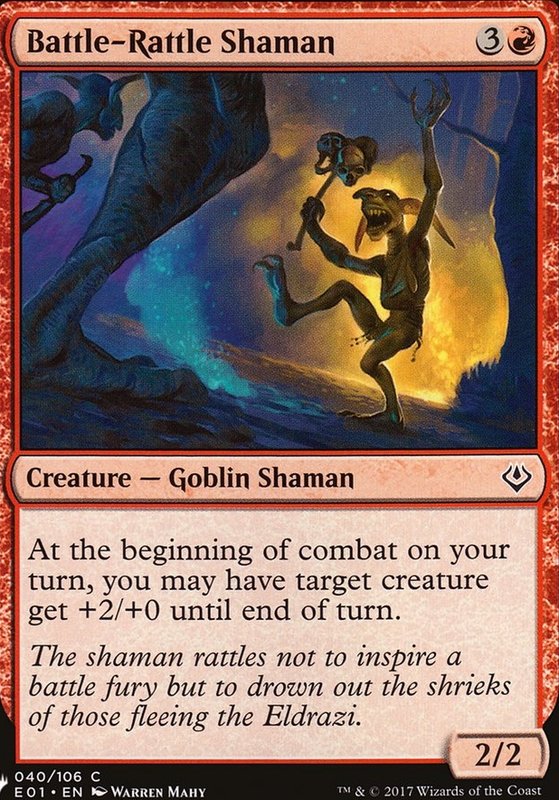 Battle-Rattle Shaman 3
Creature — Goblin Shaman
At the beginning of combat on your
turn, you may have target creature
get +2/+0 until end of turn.
The shaman rattles not to inspire a
battle fury but to drown out the shrieks
of those fleeing the Eldrazi.
2/2
040/106 C
E01 • EN Warren Mahy
™ & © 2017 Wizards of the Coast